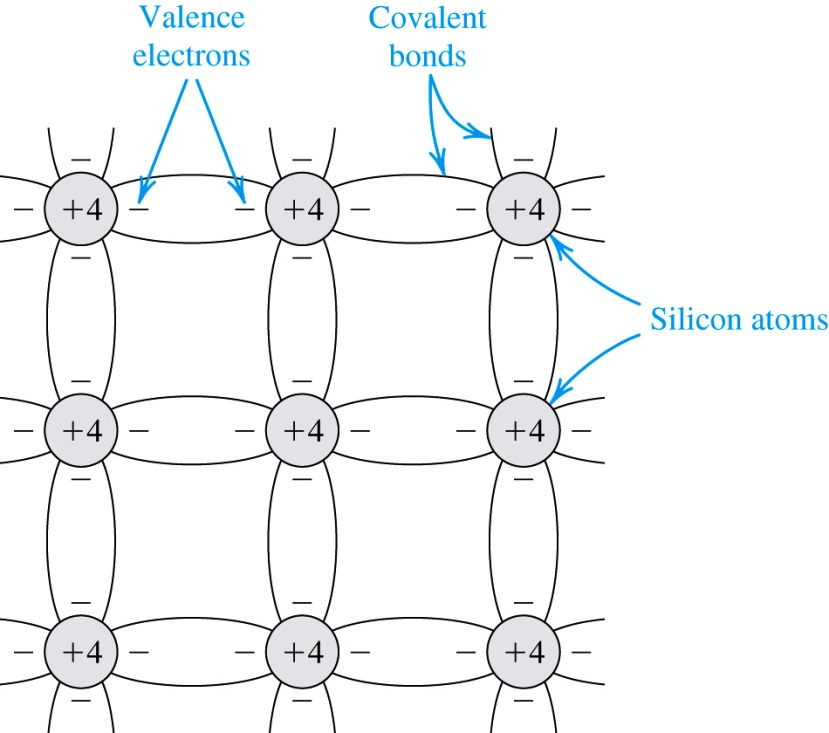 Valence
electrons
Covalent
bonds
− − −
− +4 − − +4 − − +4 −
− − −
Silicon atoms
− − −
− +4 − − +4 − − +4 −
− − −
− − −
− +4 − − +4 − − +4 −
− − −